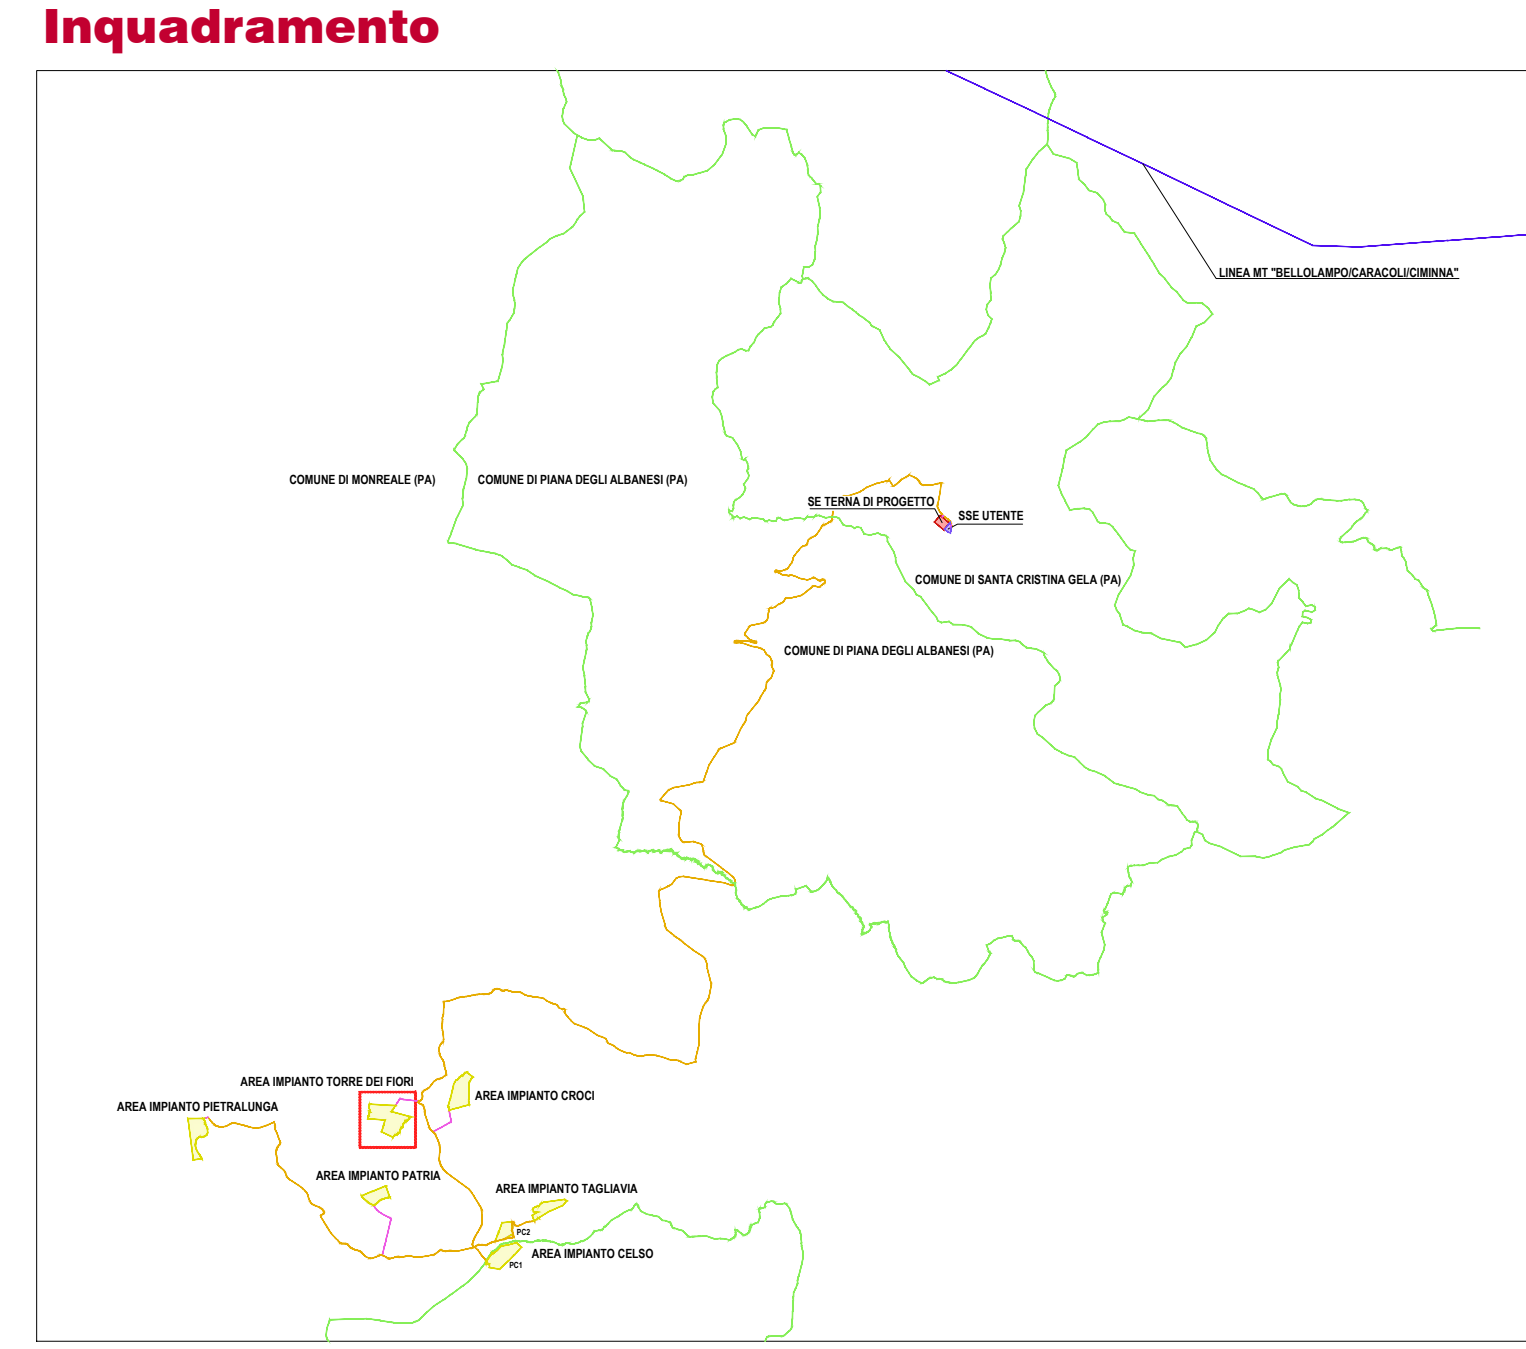 Inquadramento
LINEA MT "BELLOLAMPO/CARACOLI/CIMINNA"
COMUNE DI MONREALE (PA)
COMUNE DI PIANA DEGLI ALBANESI (PA)
SE TERNA DI PROGETTO
SSE UTENTE
COMUNE DI SANTA CRISTINA GELA (PA)
COMUNE DI PIANA DEGLI ALBANESI (PA)
AREA IMPIANTO TORRE DEI FIORI
AREA IMPIANTO CROCI
AREA IMPIANTO PIETRALUNGA
AREA IMPIANTO PATRIA
AREA IMPIANTO TAGLIAVIA
PC2
AREA IMPIANTO CELSO
PC1